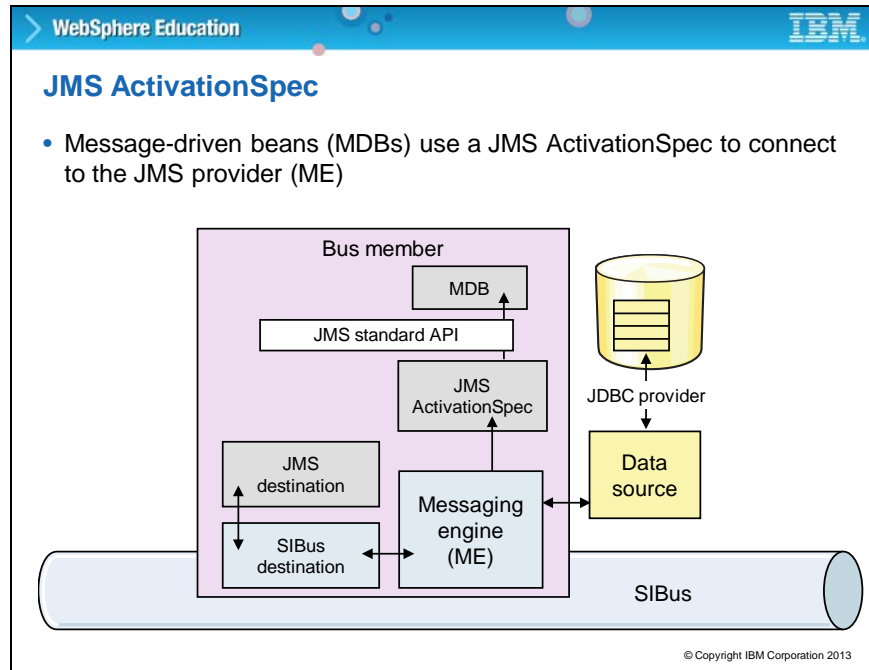 WebSphere Education
IBM
JMS ActivationSpec
• Message-driven beans (MDBs) use a JMS ActivationSpec to connect
to the JMS provider (ME)
Bus member
MDB
JMS standard API
JMS
ActivationSpec
JDBC provider
JMS
destination
Data
source
Messaging
engine
(ME)
SIBus
destination
SIBus
© Copyright IBM Corporation 2013